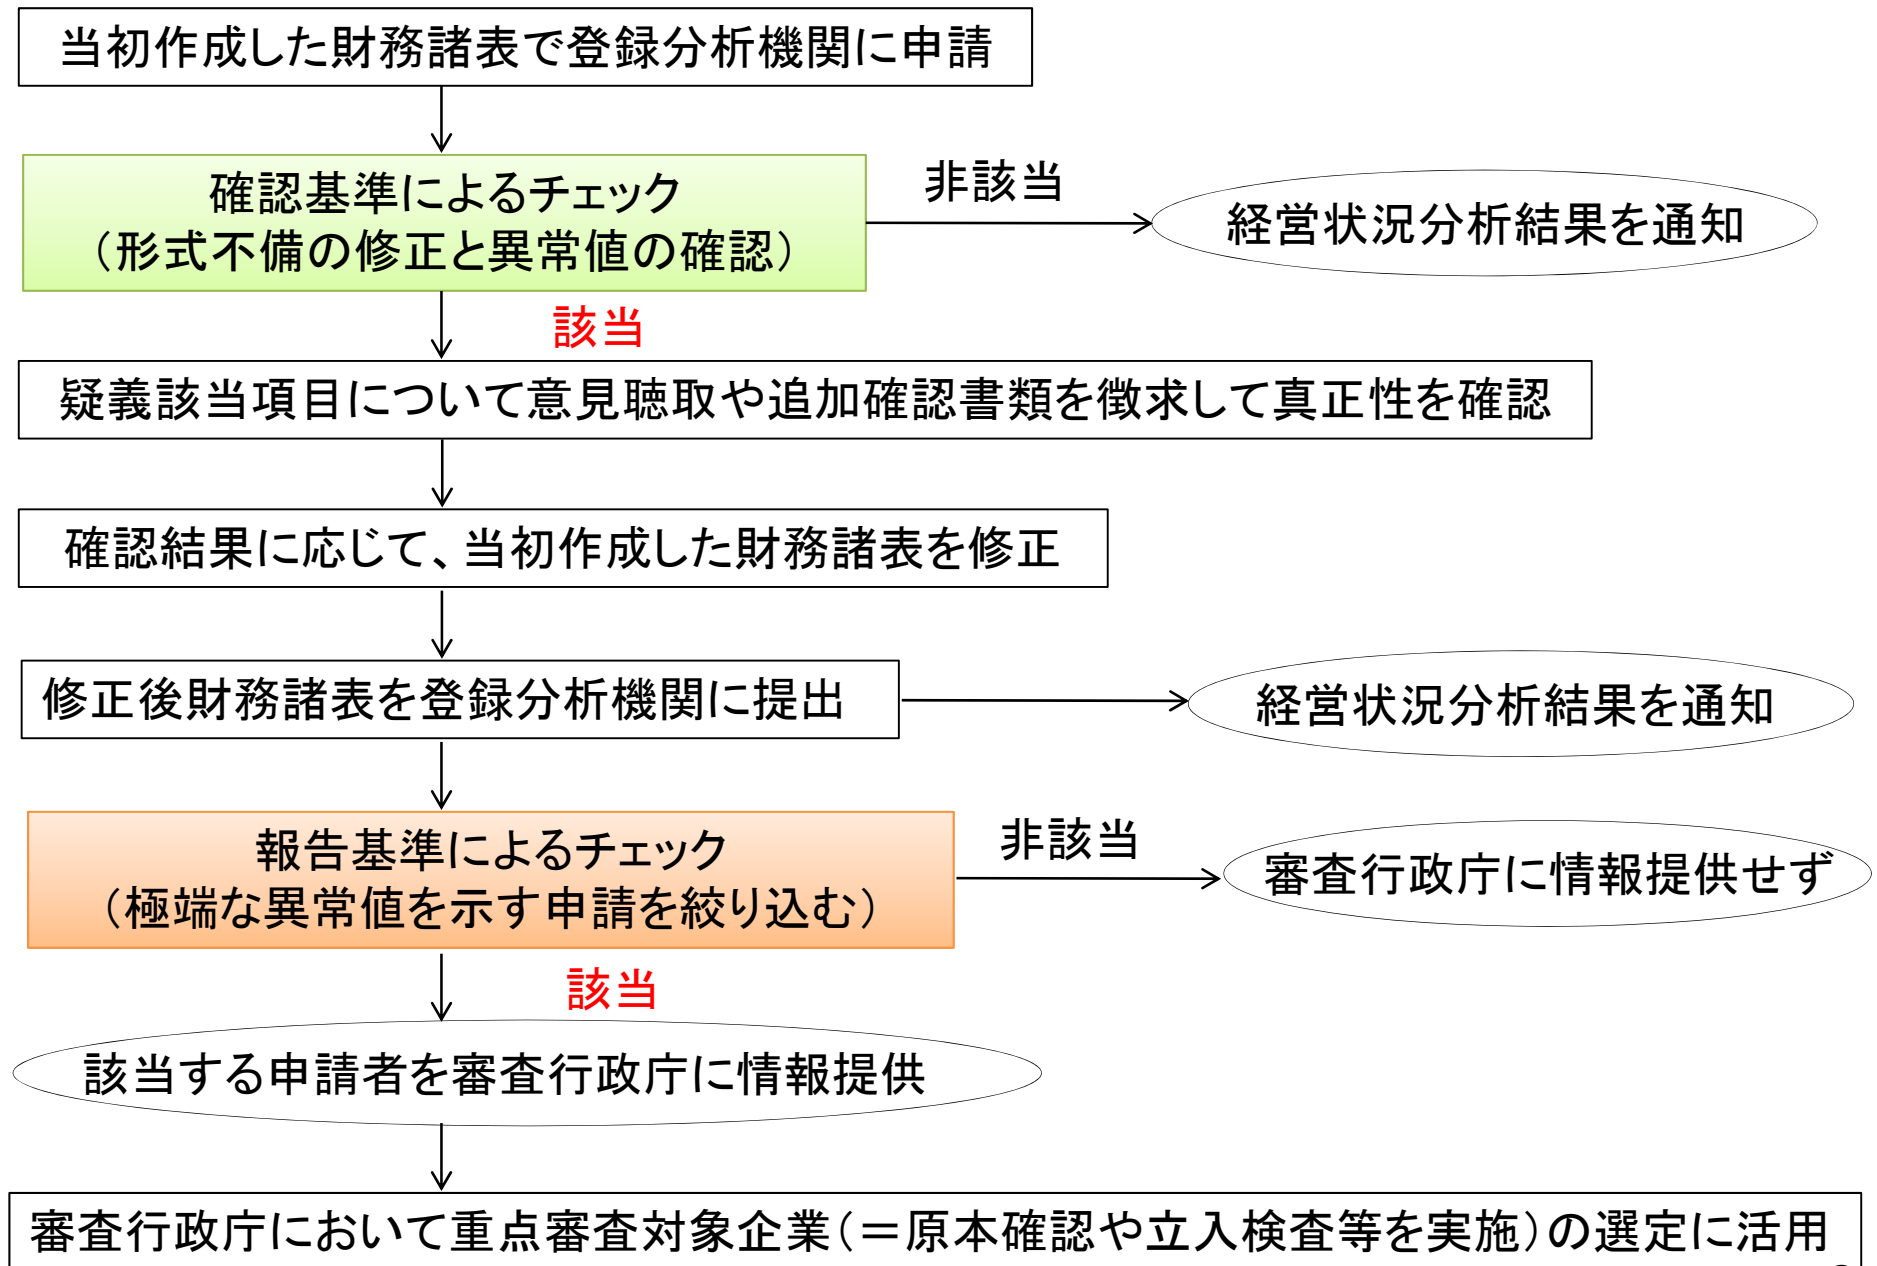 当初作成した財務諸表で登録分析機関に申請
確認基準によるチェック
（形式不備の修正と異常値の確認）
非該当
経営状況分析結果を通知
該当
疑義該当項目について意見聴取や追加確認書類を徴求して真正性を確認
確認結果に応じて、当初作成した財務諸表を修正
修正後財務諸表を登録分析機関に提出
経営状況分析結果を通知
報告基準によるチェック
（極端な異常値を示す申請を絞り込む）
非該当
審査行政庁に情報提供せず
該当
該当する申請者を審査行政庁に情報提供
審査行政庁において重点審査対象企業（＝原本確認や立入検査等を実施）の選定に活用